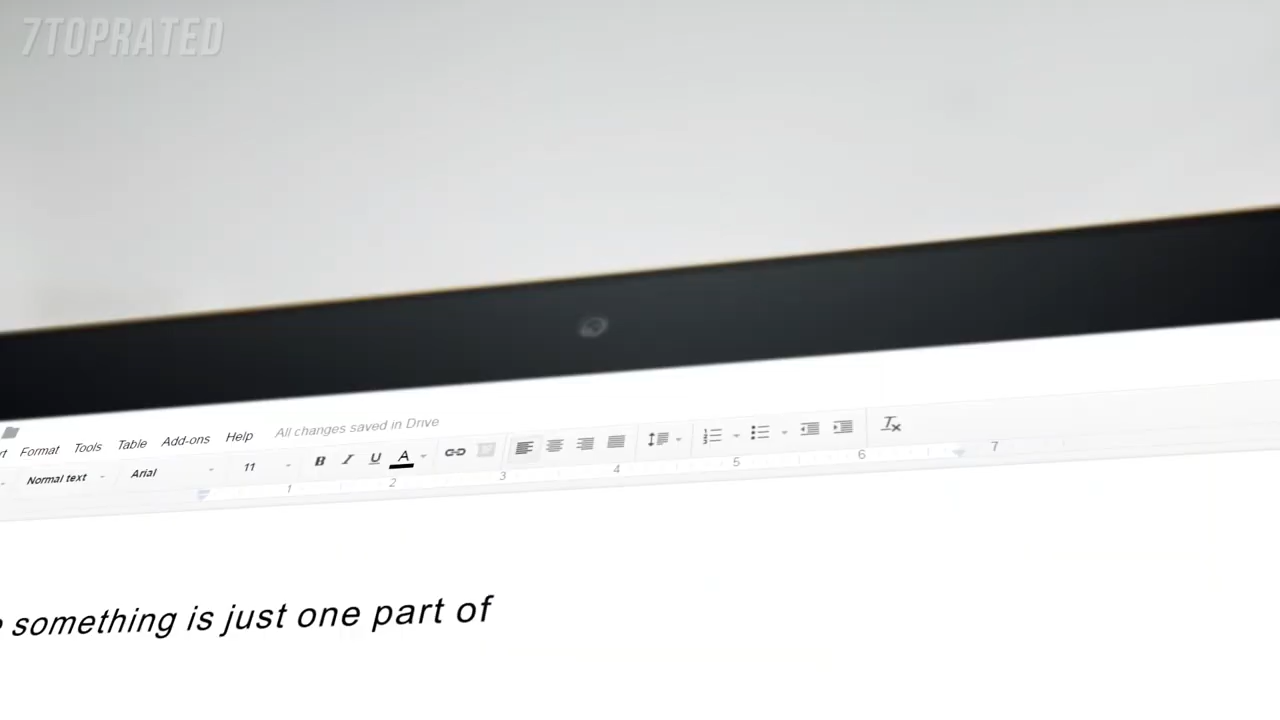 7TOPRATED
Format Tools Table Add-ons Help All changes saved in Drive
Normal text Arial 11 B I U A
1 2 3 4 5 6 7
something is just one part of